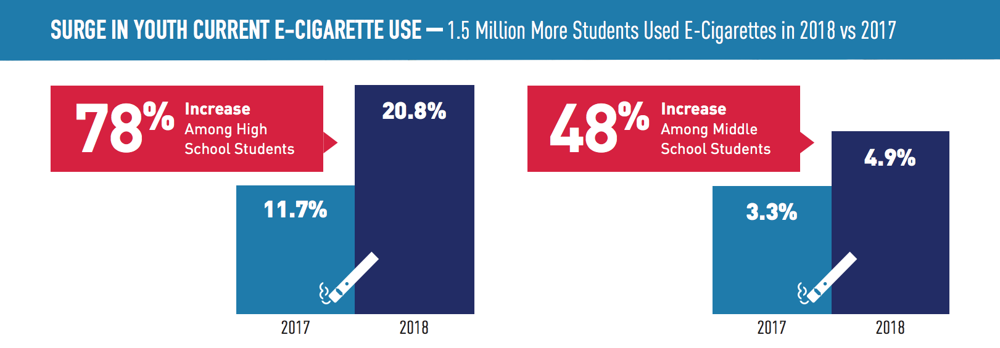 SURGE IN YOUTH CURRENT E-CIGARETTE USE — 1.5 Million More Students Used E-Cigarettes in 2018 vs 2017
78% Increase
Among High
School Students
11.7%
20.8%
2017
2018
48% Increase
Among Middle
School Students
3.3%
4.9%
2017
2018